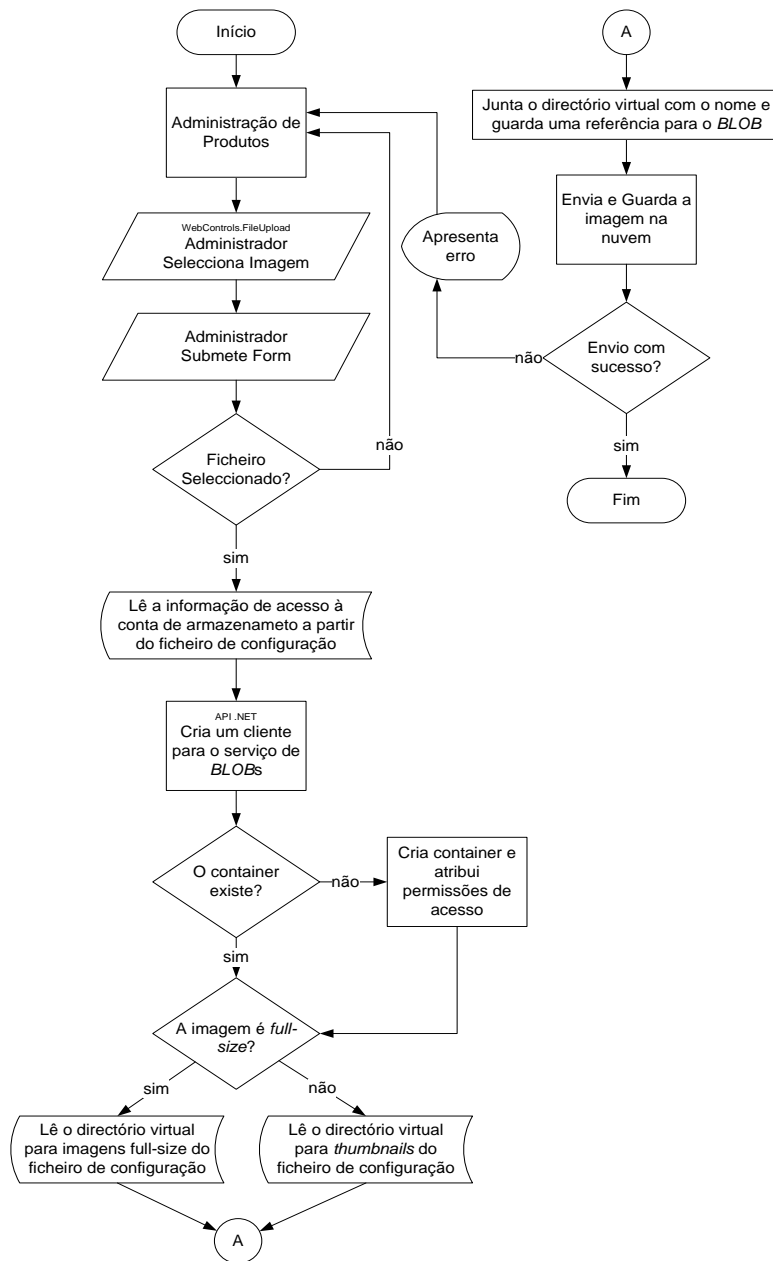 Início
Administração de
Produtos
WebControls.FileUpload
Administrador
Selecciona Imagem
Administrador
Submete Form
Ficheiro
Seleccionado?
não
sim
Lê a informação de acesso à
conta de armazenameto a partir
do ficheiro de configuração
API .NET
Cria um cliente
para o serviço de
BLOBs
O container
existe?
não
Cria container e
atribui
permissões de
acesso
sim
A imagem é full-
size?
sim
não
Lê o directório virtual
para imagens full-size do
ficheiro de configuração
Lê o directório virtual
para thumbnails do
ficheiro de configuração
A
A
Junta o directório virtual com o nome e
guarda uma referência para o BLOB
Envia e Guarda a
imagem na
nuvem
Envio com
sucesso?
não
Apresenta
erro
sim
Fim